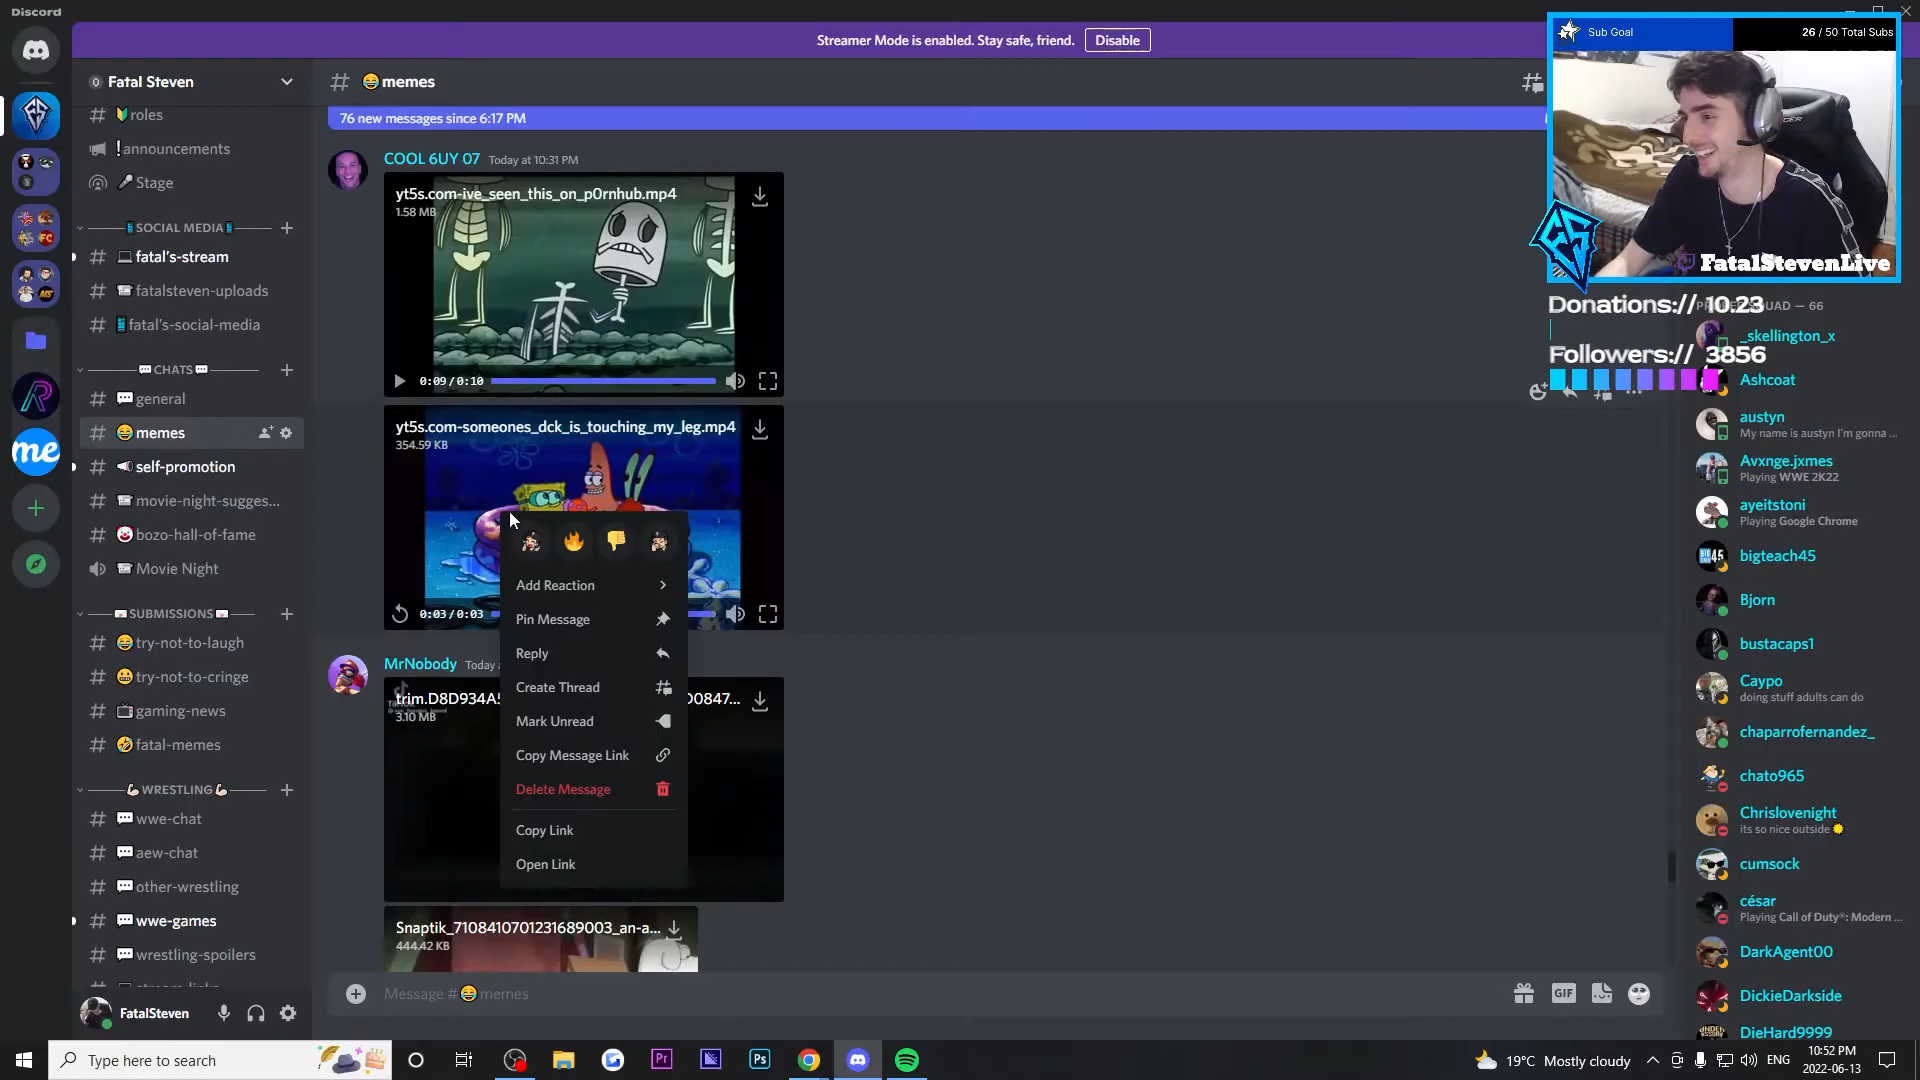 Discord
Streamer Mode is enabled. Stay safe, friend.
Disable
Fatal Steven
# roles
!announcements
Stage
SOCIAL MEDIA
# fatal's-stream
# fatalsteven-uploads
# fatal's-social-media
CHATS
# general
# memes
# self-promotion
# movie-night-sugges...
# bozo-hall-of-fame
Movie Night
SUBMISSIONS
# try-not-to-laugh
# try-not-to-cringe
# gaming-news
# fatal-memes
WRESTLING
# wwe-chat
# aew-chat
# other-wrestling
# wwe-games
# wrestling-spoilers
me
FatalSteven
# 😂memes
76 new messages since 6:17 PM
COOL 6UY 07 Today at 10:31 PM
yt5s.com-ive_seen_this_on_p0rnhub.mp4
1.58 MB
0:09/0:10
yt5s.com-someones_dck_is_touching_my_leg.mp4
354.59 KB
0:03/0:03
Add Reaction
Pin Message
Reply
Create Thread
Mark Unread
Copy Message Link
Delete Message
Copy Link
Open Link
MrNobody Today
3.10 MB
Snaptik_7108410701231689003_an-a...
444.42 KB
Message #😂memes
GIF
Sub Goal
26 / 50 Total Subs
FatalStevenLive
Donations:// 10.23
SQUAD — 66
Followers:// 3856
_skellington_x
Ashcoat
austyn
My name is austyn I'm gonna ...
Avxnge.jxmes
Playing WWE 2K22
ayeitstoni
Playing Google Chrome
bigteach45
Bjorn
bustacaps1
Caypo
doing stuff adults can do
chaparrofernandez_
chato965
Chrislovenight
its so nice outside
cumsock
césar
Playing Call of Duty®: Modern ...
DarkAgent00
DickieDarkside
DieHard9999
Type here to search
Pr
Ps
19°C Mostly cloudy
ENG
10:52 PM
2022-06-13